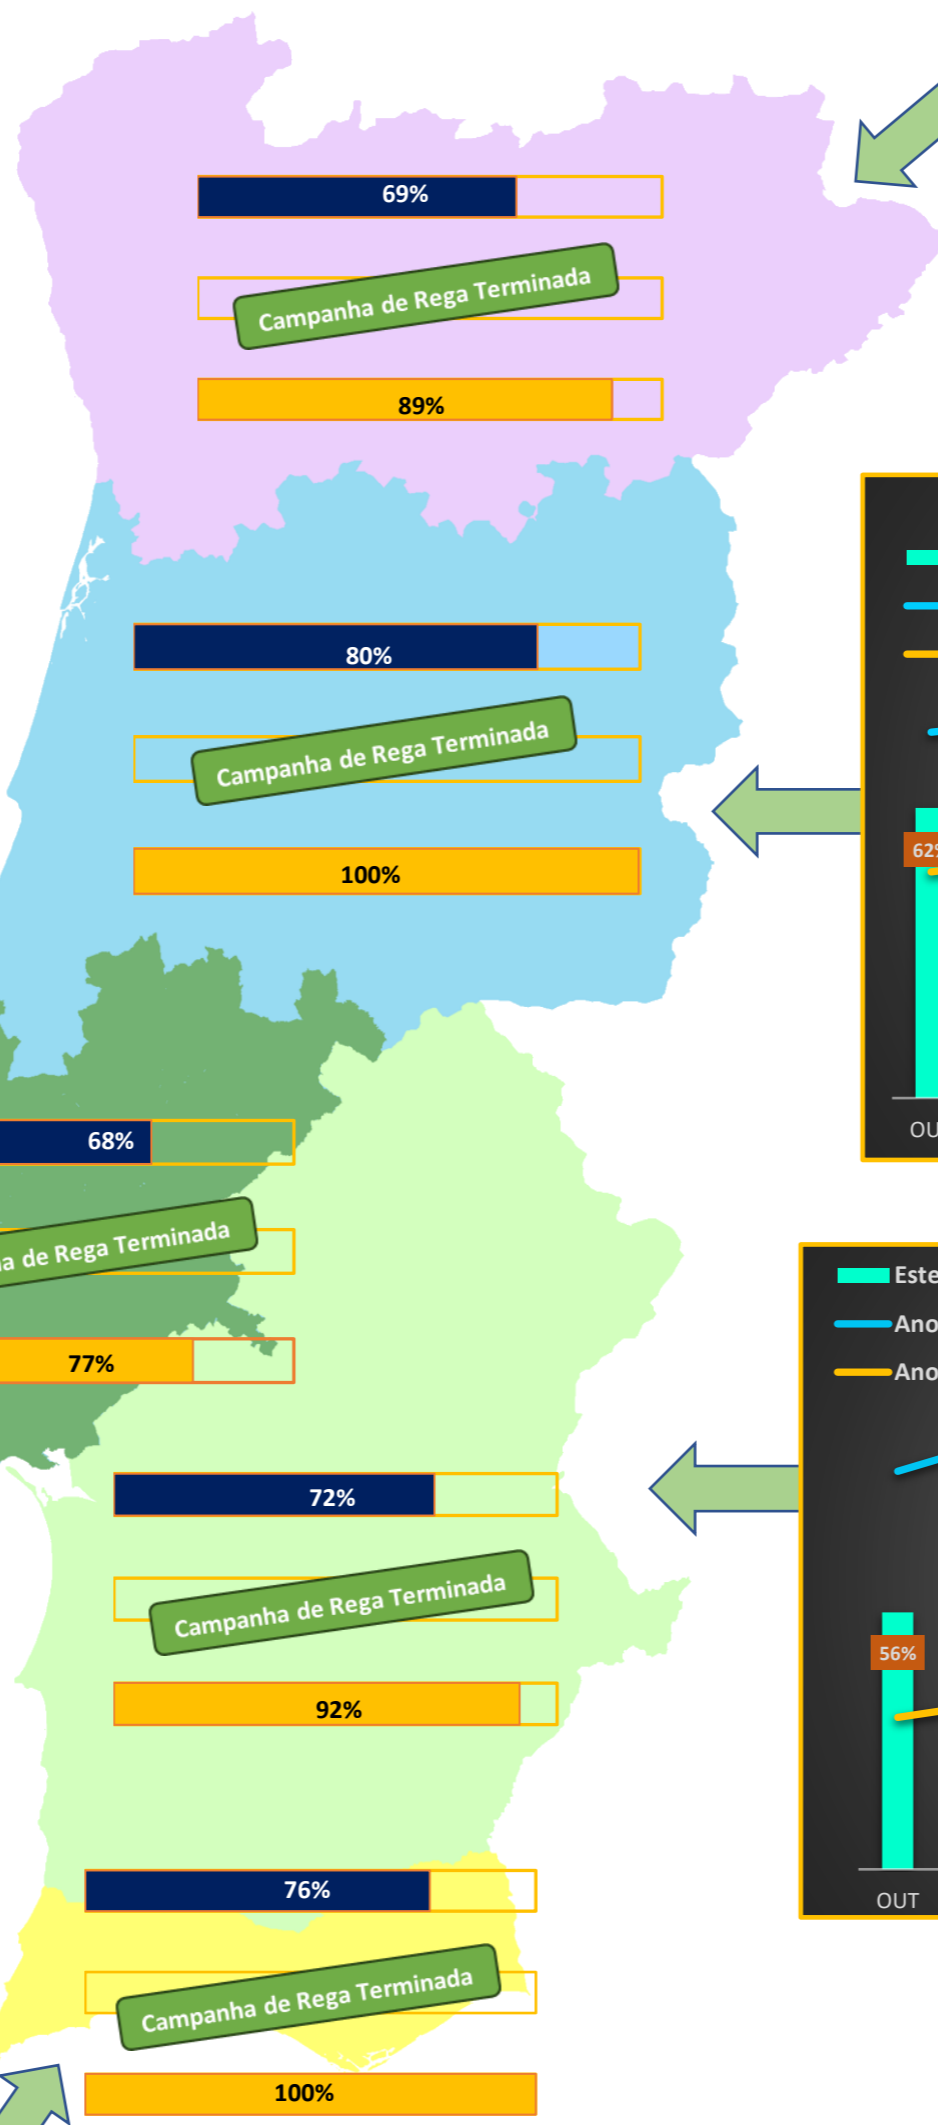 69%
Campanha de Rega Terminada
89%
80%
Campanha de Rega Terminada
100%
62%
68%
de Rega Terminada
77%
Este
Ano
Ano
72%
Campanha de Rega Terminada
56%
92%
76%
OUT
Campanha de Rega Terminada
100%